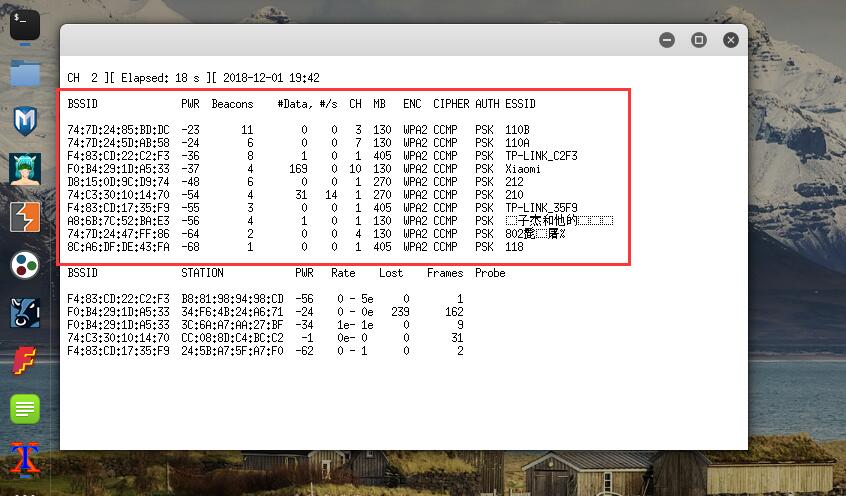 CH 2 ][ Elapsed: 18 s ][ 2018-12-01 19:42
BSSID PWR Beacons #Data, #/s CH MB ENC CIPHER AUTH ESSID
74:7D:24:85:BD:DC -23 11 0 0 3 130 WPA2 CCMP PSK 110B
74:7D:24:5D:AB:58 -24 6 0 0 7 130 WPA2 CCMP PSK 110A
F4:83:CD:22:C2:F3 -36 8 1 0 1 405 WPA2 CCMP PSK TP-LINK_C2F3
F0:B4:29:1D:A5:33 -37 4 169 0 10 130 WPA2 CCMP PSK Xiaomi
D8:15:0D:9C:D9:74 -48 6 0 0 1 270 WPA2 CCMP PSK 212
74:C3:30:10:14:70 -54 4 31 14 1 270 WPA2 CCMP PSK 210
F4:83:CD:17:35:F9 -55 3 0 0 1 405 WPA2 CCMP PSK TP-LINK_35F9
A8:6B:7C:52:BA:E3 -56 4 1 0 1 130 WPA2 CCMP PSK 子杰和他的
74:7D:24:47:FF:86 -64 2 0 0 4 130 WPA2 CCMP PSK 802 屠%
8C:A6:DF:DE:43:FA -68 1 0 0 1 405 WPA2 CCMP PSK 118
BSSID STATION PWR Rate Lost Frames Probe
F4:83:CD:22:C2:F3 B8:81:98:94:98:CD -56 0 - 5e 0 1
F0:B4:29:1D:A5:33 34:F6:4B:24:A6:71 -24 0 - 0e 239 162
F0:B4:29:1D:A5:33 3C:6A:A7:AA:27:BF -34 1e- 1e 0 9
74:C3:30:10:14:70 CC:08:8D:C4:BC:C2 -1 0e- 0 0 31
F4:83:CD:17:35:F9 24:5B:A7:5F:A7:F0 -62 0 - 1 0 2